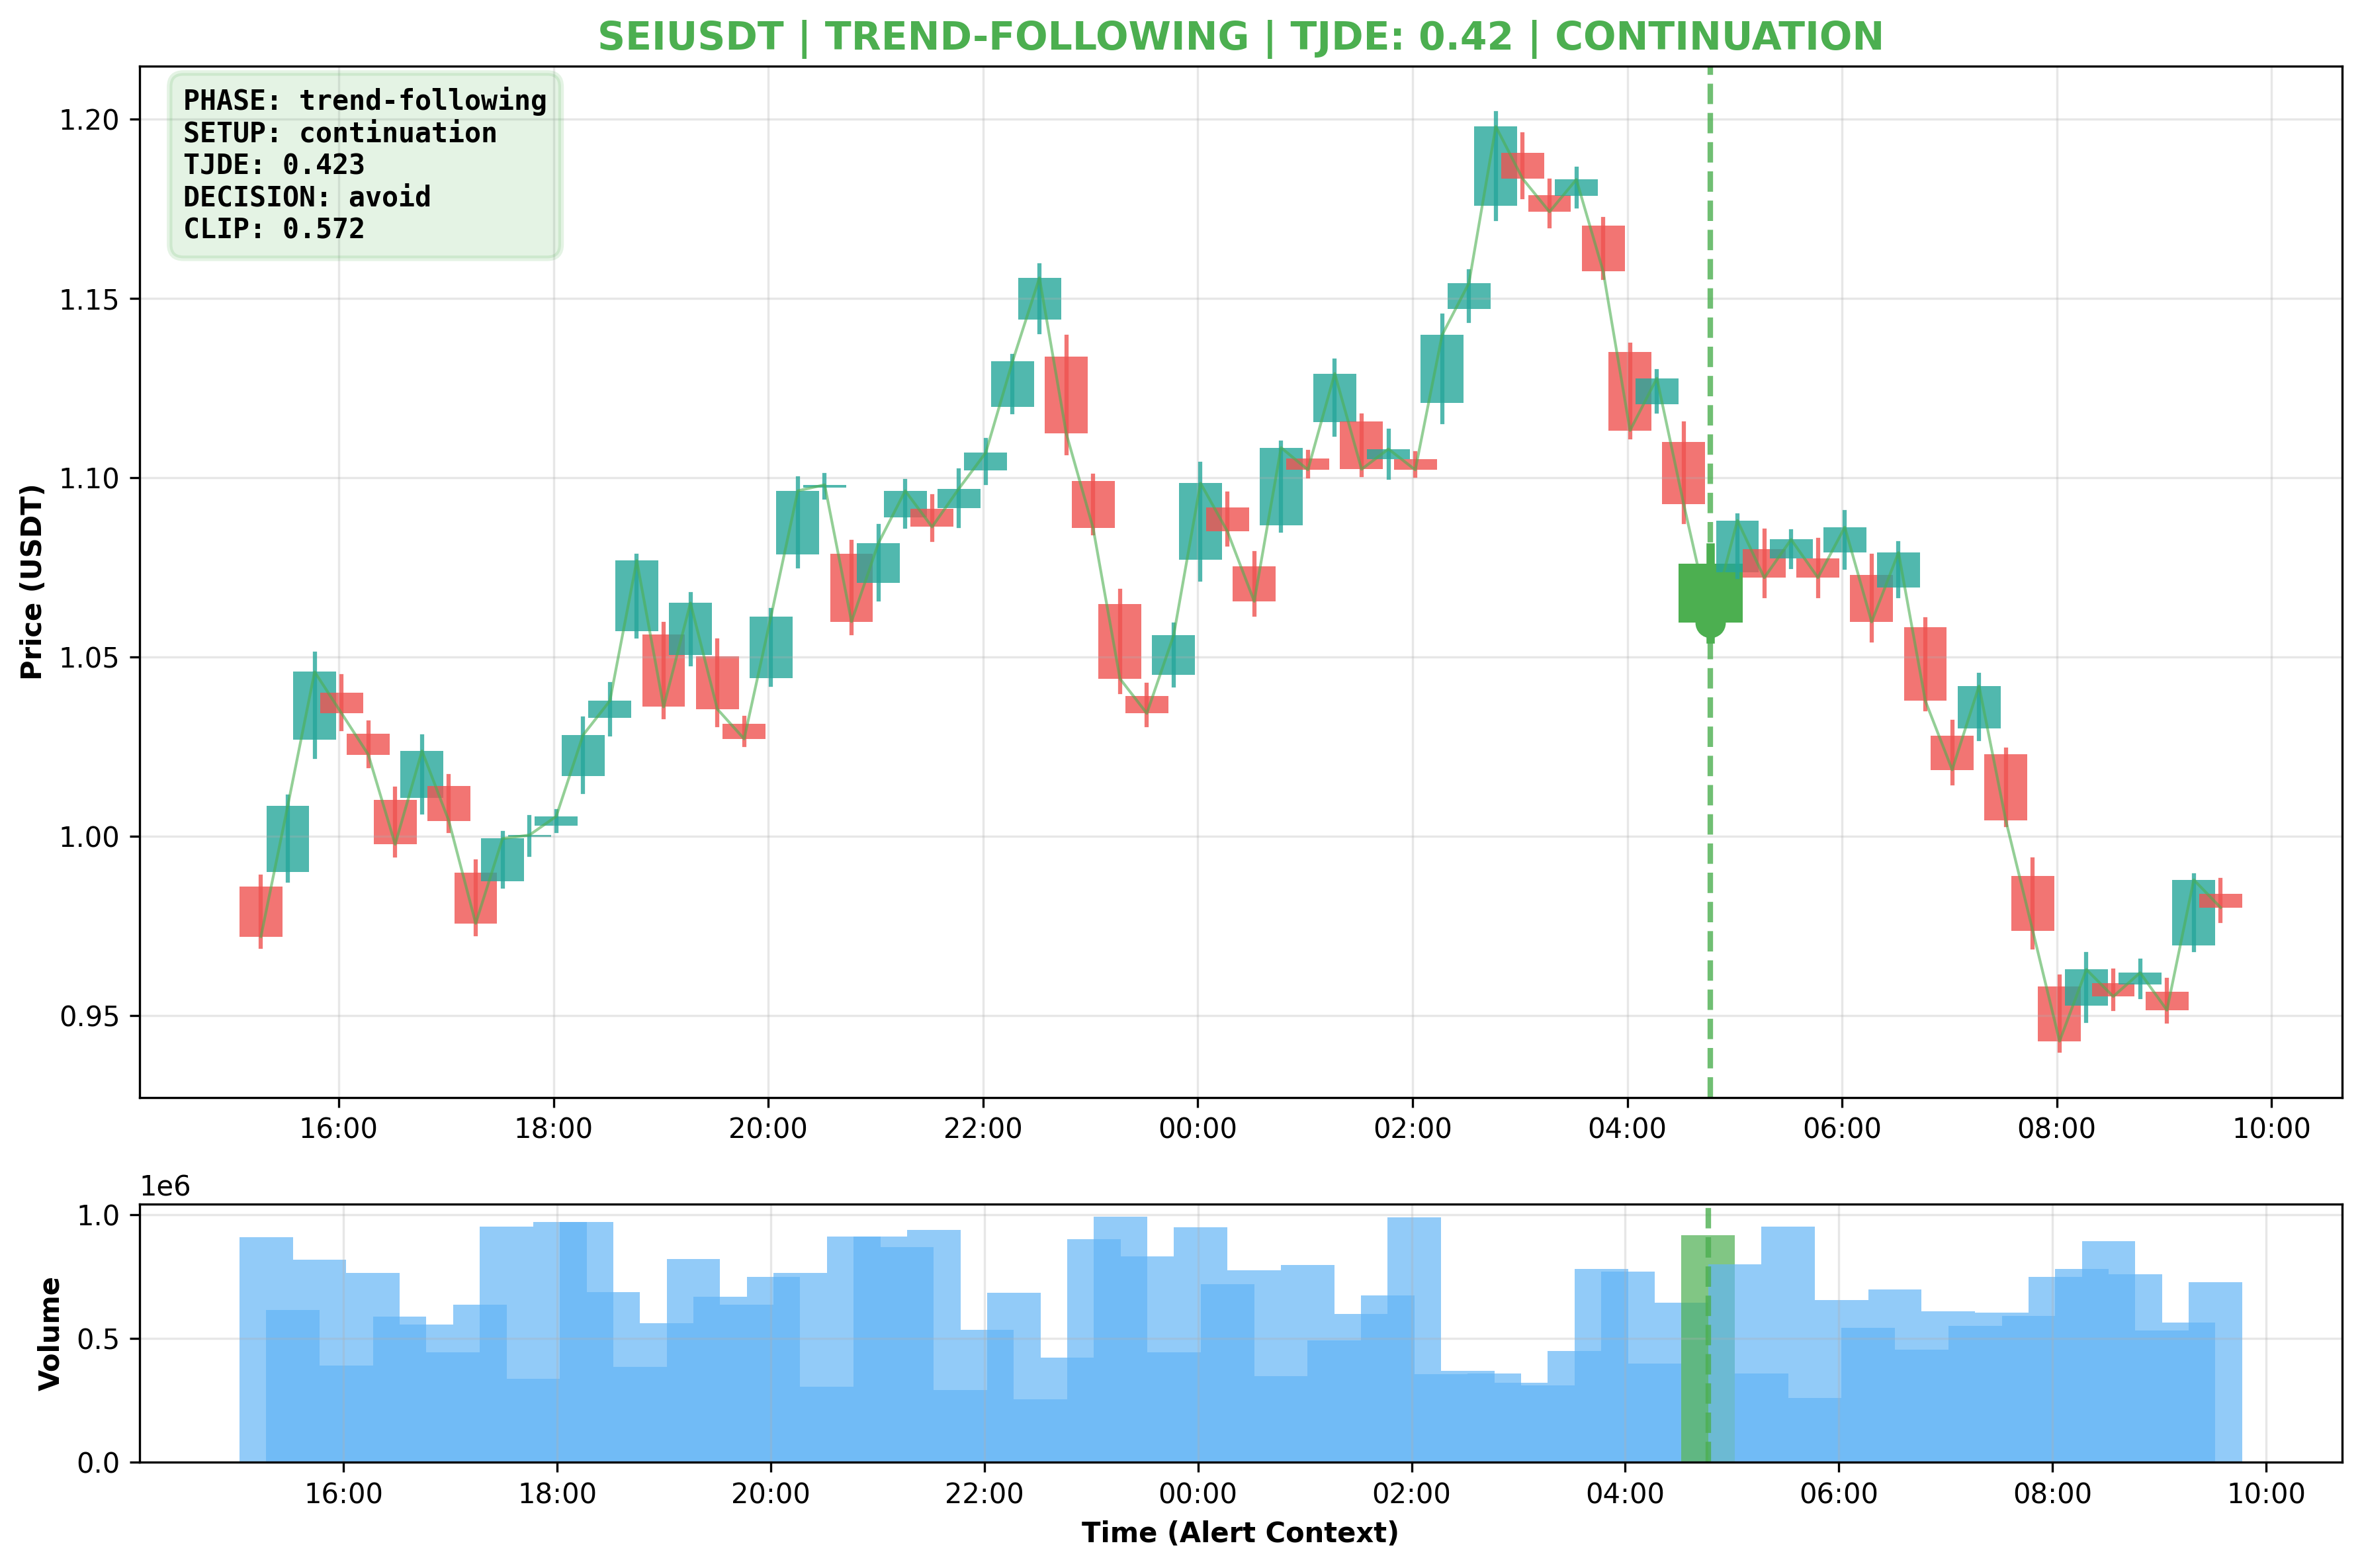 SEIUSDT | TREND-FOLLOWING | TJDE: 0.42 | CONTINUATION
PHASE: trend-following
SETUP: continuation
TJDE: 0.423
DECISION: avoid
CLIP: 0.572
Price (USDT)
1.20
1.15
1.10
1.05
1.00
0.95
16:00 18:00 20:00 22:00 00:00 02:00 04:00 06:00 08:00 10:00
1e6
Volume
1.0
0.5
0.0
16:00 18:00 20:00 22:00 00:00 02:00 04:00 06:00 08:00 10:00
Time (Alert Context)